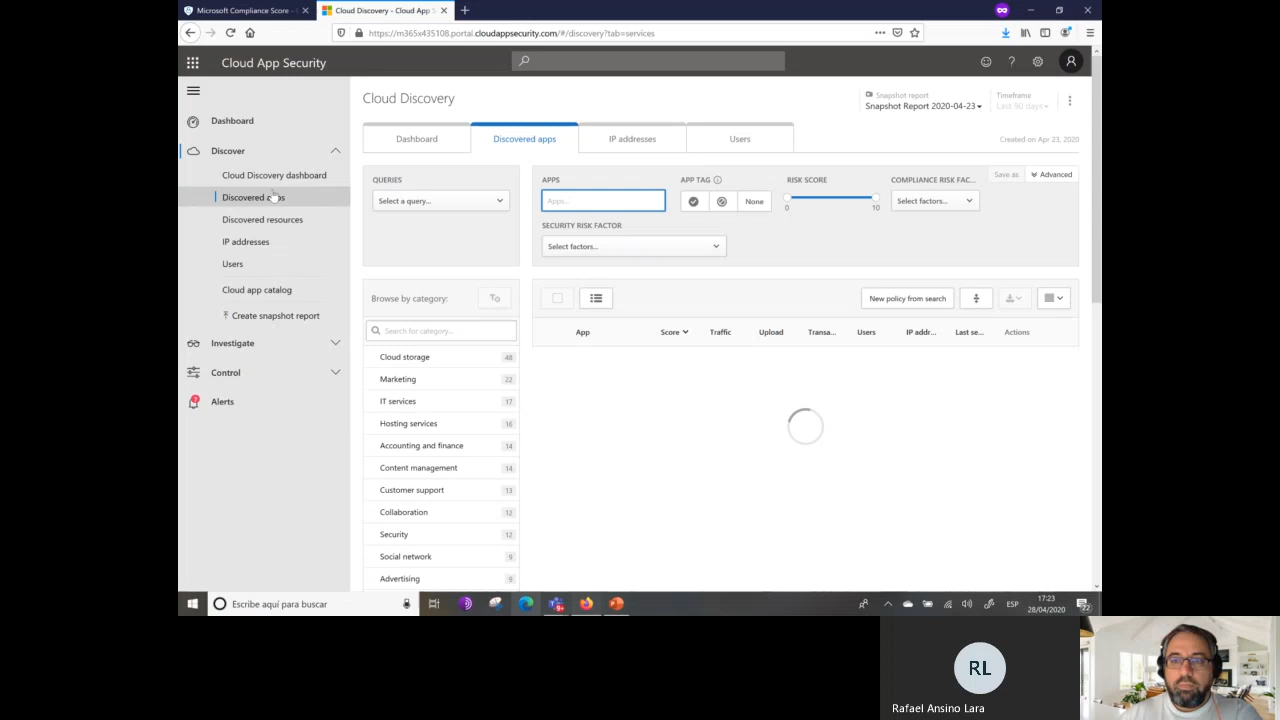 Microsoft Compliance Score -
Cloud Discovery - Cloud App S
https://m365x435108.portal.cloudappsecurity.com/#/discovery?tab=services
Cloud App Security
Dashboard
Discover
Cloud Discovery dashboard
Discovered apps
Discovered resources
IP addresses
Users
Cloud app catalog
Create snapshot report
Investigate
Control
Alerts
Cloud Discovery
Snapshot report
Snapshot Report 2020-04-23
Timeframe
Last 90 days
Dashboard
Discovered apps
IP addresses
Users
Created on Apr 23, 2020
QUERIES
Select a query...
APPS
Apps...
APP TAG
None
RISK SCORE
0
10
COMPLIANCE RISK FAC...
Select factors...
Save as
Advanced
SECURITY RISK FACTOR
Select factors...
Browse by category:
Search for category...
Cloud storage 48
Marketing 22
IT services 17
Hosting services 16
Accounting and finance 14
Content management 14
Customer support 13
Collaboration 12
Security 12
Social network 9
Advertising 9
New policy from search
App Score Traffic Upload Transa... Users IP addr... Last se... Actions
Escribe aquí para buscar
ESP
17:23
28/04/2020
22
RL
Rafael Ansino Lara